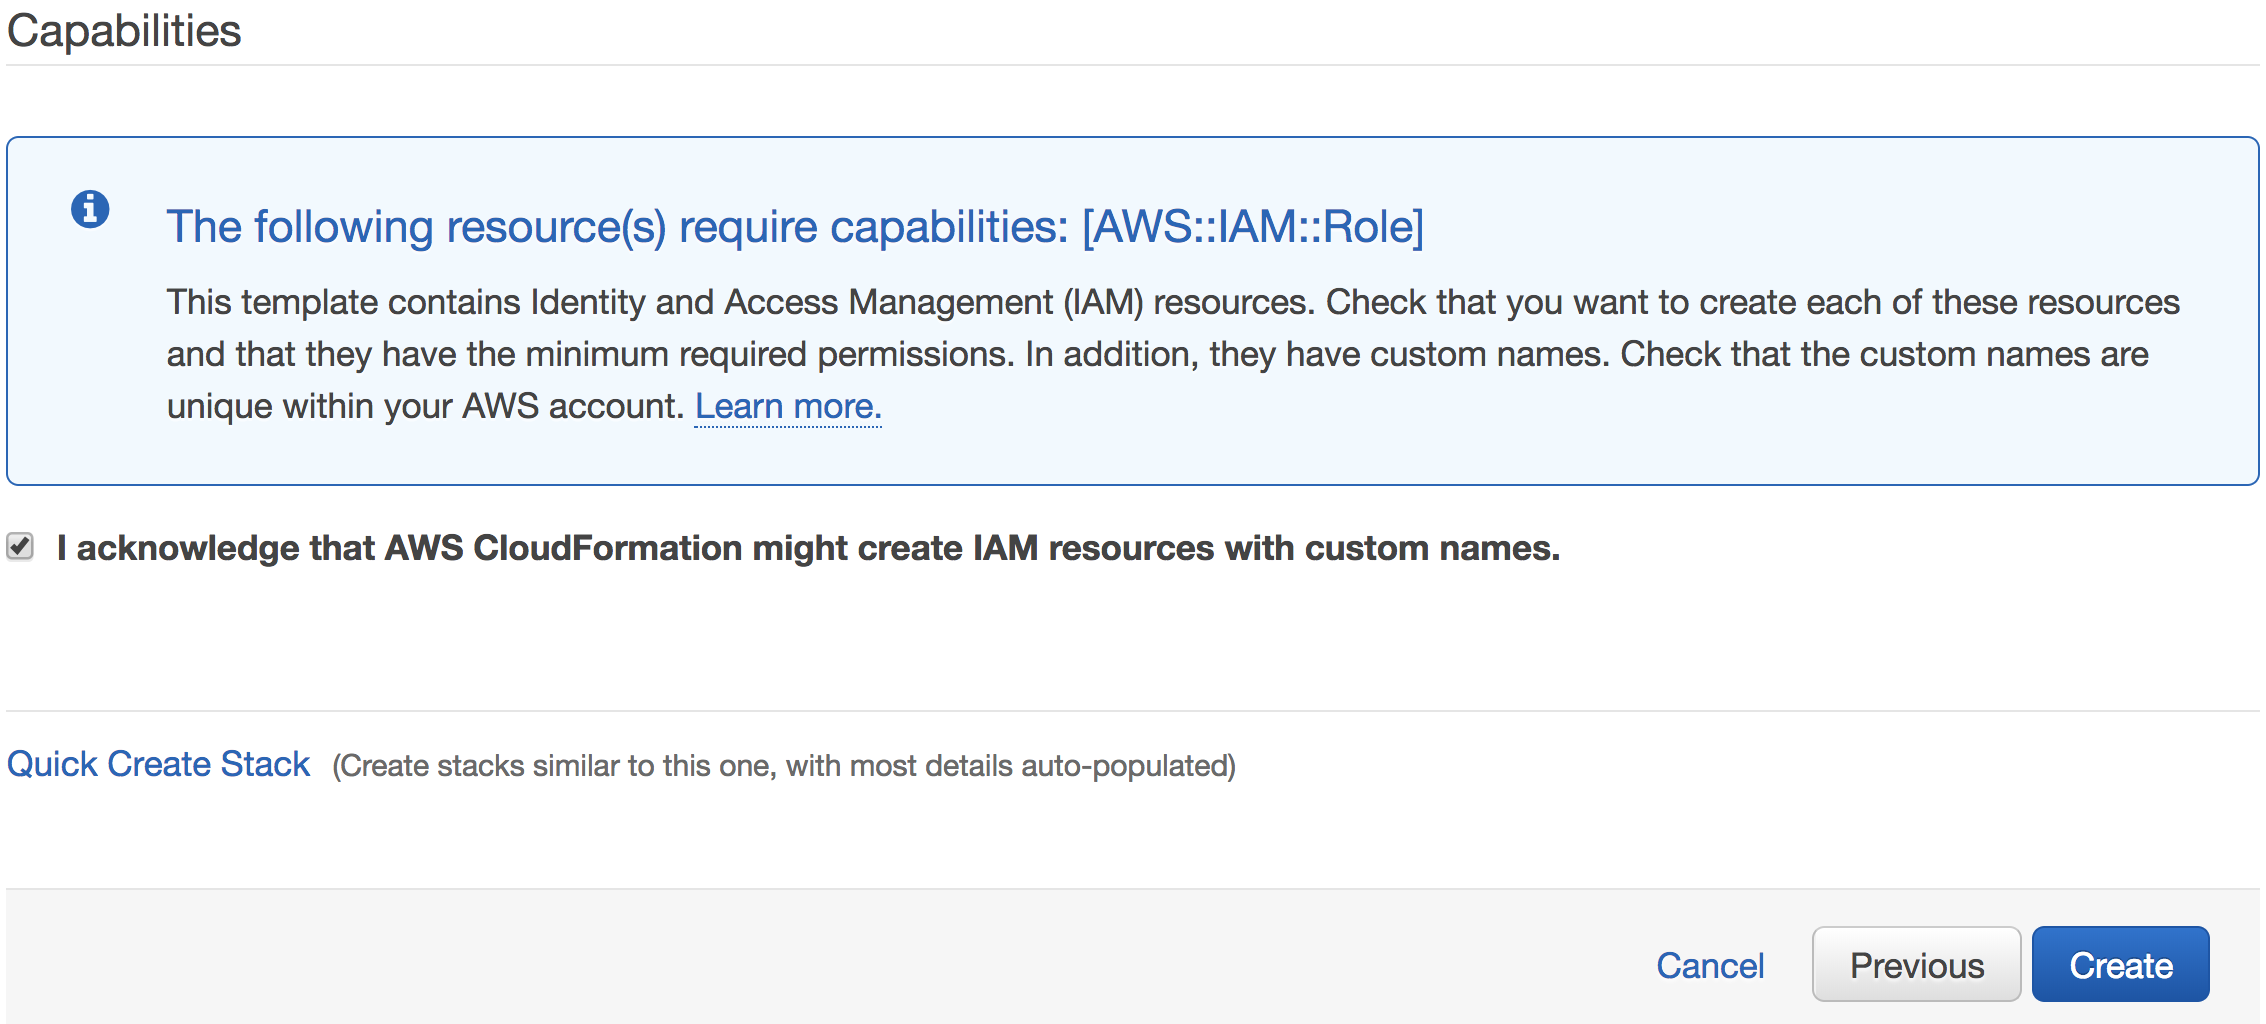 Capabilities
The following resource(s) require capabilities: [AWS::IAM::Role]
This template contains Identity and Access Management (IAM) resources. Check that you want to create each of these resources
and that they have the minimum required permissions. In addition, they have custom names. Check that the custom names are
unique within your AWS account. Learn more.
I acknowledge that AWS CloudFormation might create IAM resources with custom names.
Quick Create Stack (Create stacks similar to this one, with most details auto-populated)
Cancel Previous Create